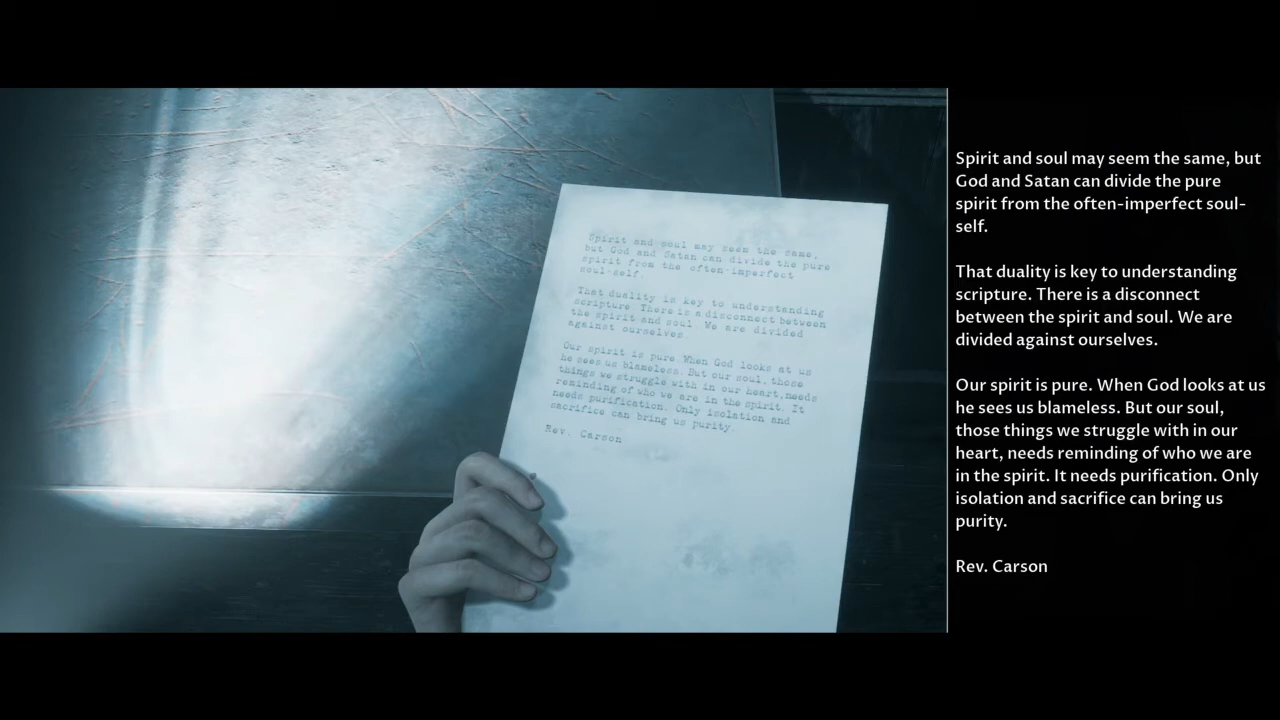 Spirit and soul may seem the same,
but God and Satan can divide the pure
spirit from the often-imperfect
soul-self.
That duality is key to understanding
scripture. There is a disconnect between
the spirit and soul. We are divided
against ourselves.
Our spirit is pure When God looks at us
he sees us blameless. But our soul, those
things we struggle with in our heart, needs
reminding of who we are in the spirit. It
needs purification. Only isolation and
sacrifice can bring us purity.
Rev. Carson
Spirit and soul may seem the same, but
God and Satan can divide the pure
spirit from the often-imperfect soul-
self.
That duality is key to understanding
scripture. There is a disconnect
between the spirit and soul. We are
divided against ourselves.
Our spirit is pure. When God looks at us
he sees us blameless. But our soul,
those things we struggle with in our
heart, needs reminding of who we are
in the spirit. It needs purification. Only
isolation and sacrifice can bring us
purity.
Rev. Carson